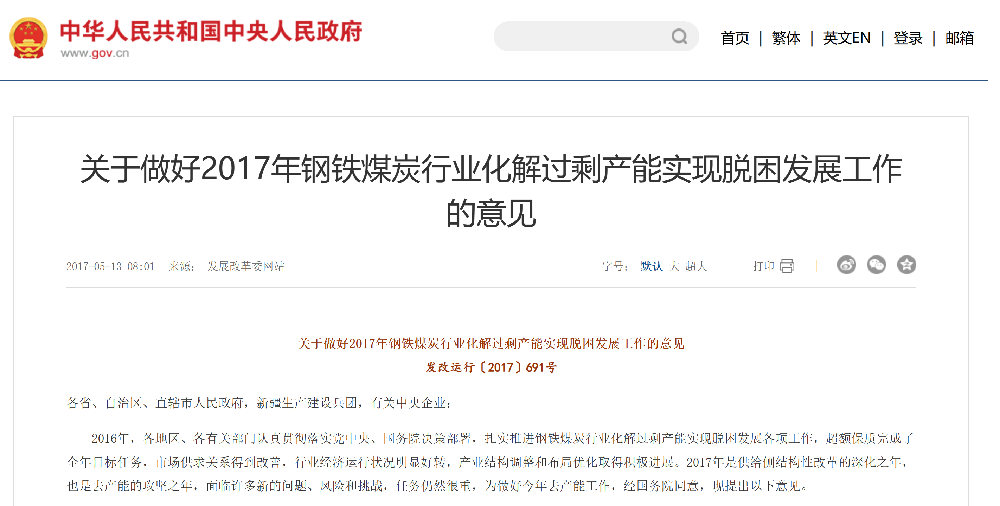 中华人民共和国中央人民政府
www.gov.cn
首页 | 繁体 | 英文EN | 登录 | 邮箱
关于做好2017年钢铁煤炭行业化解过剩产能实现脱困发展工作
的意见
2017-05-13 08:01 来源： 发展改革委网站
字号： 默认 大 超大 | 打印 |
关于做好2017年钢铁煤炭行业化解过剩产能实现脱困发展工作的意见
发改运行〔2017〕691号
各省、自治区、直辖市人民政府，新疆生产建设兵团，有关中央企业：
2016年，各地区、各有关部门认真贯彻落实党中央、国务院决策部署，扎实推进钢铁煤炭行业化解过剩产能实现脱困发展各项工作，超额保质完成了
全年目标任务，市场供求关系得到改善，行业经济运行状况明显好转，产业结构调整和布局优化取得积极进展。2017年是供给侧结构性改革的深化之年，
也是去产能的攻坚之年，面临许多新的问题、风险和挑战，任务仍然很重，为做好今年去产能工作，经国务院同意，现提出以下意见。